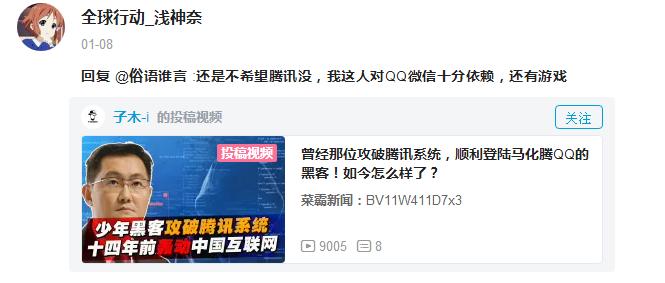 全球行动_浅神奈
01-08
回复 @俗语谁言 :还是不希望腾讯没，我这人对QQ微信十分依赖，还有游戏
子木-i 的投稿视频
关注
投稿视频
少年黑客攻破腾讯系统
十四年前轰动中国互联网
曾经那位攻破腾讯系统，顺利登陆马化腾QQ的
黑客！如今怎么样了？
菜霸新闻：BV11W411D7x3
9005 8